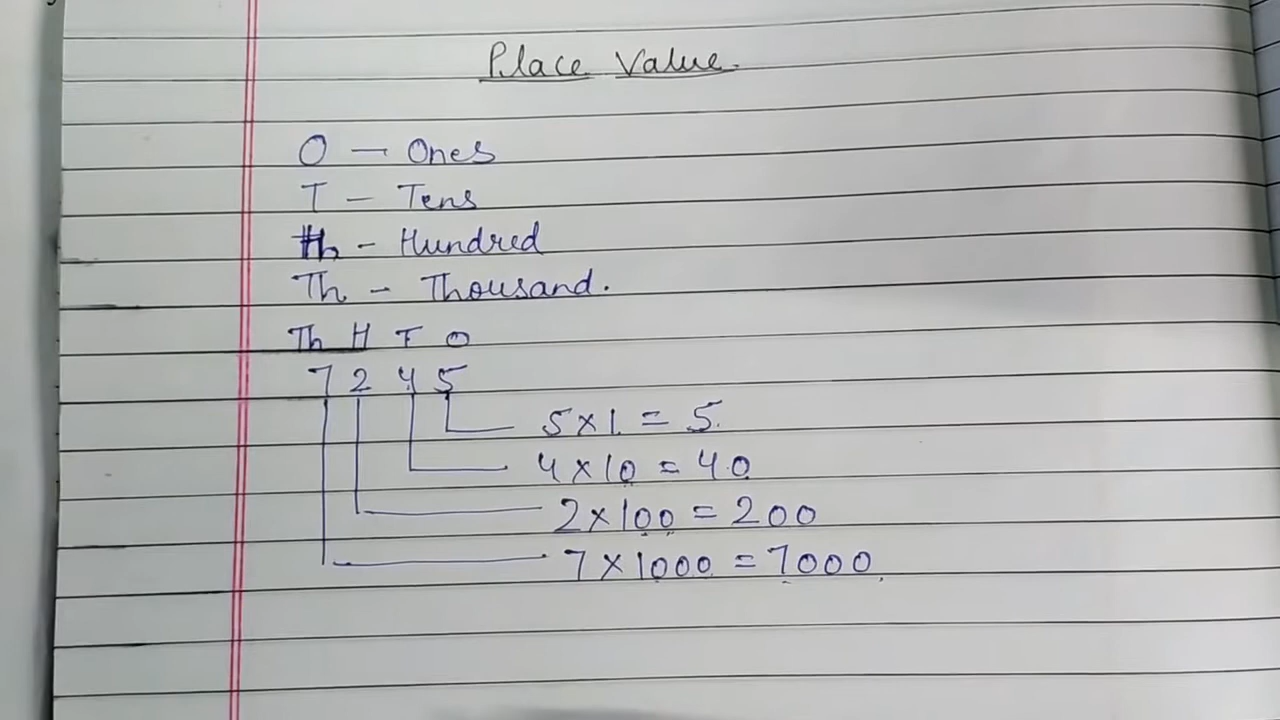 Place Value.
O — Ones
T — Tens
H — Hundred
Th — Thousand.
Th H T O
7 2 4 5
5 × 1 = 5
4 × 10 = 40
2 × 100 = 200
7 × 1000 = 7000